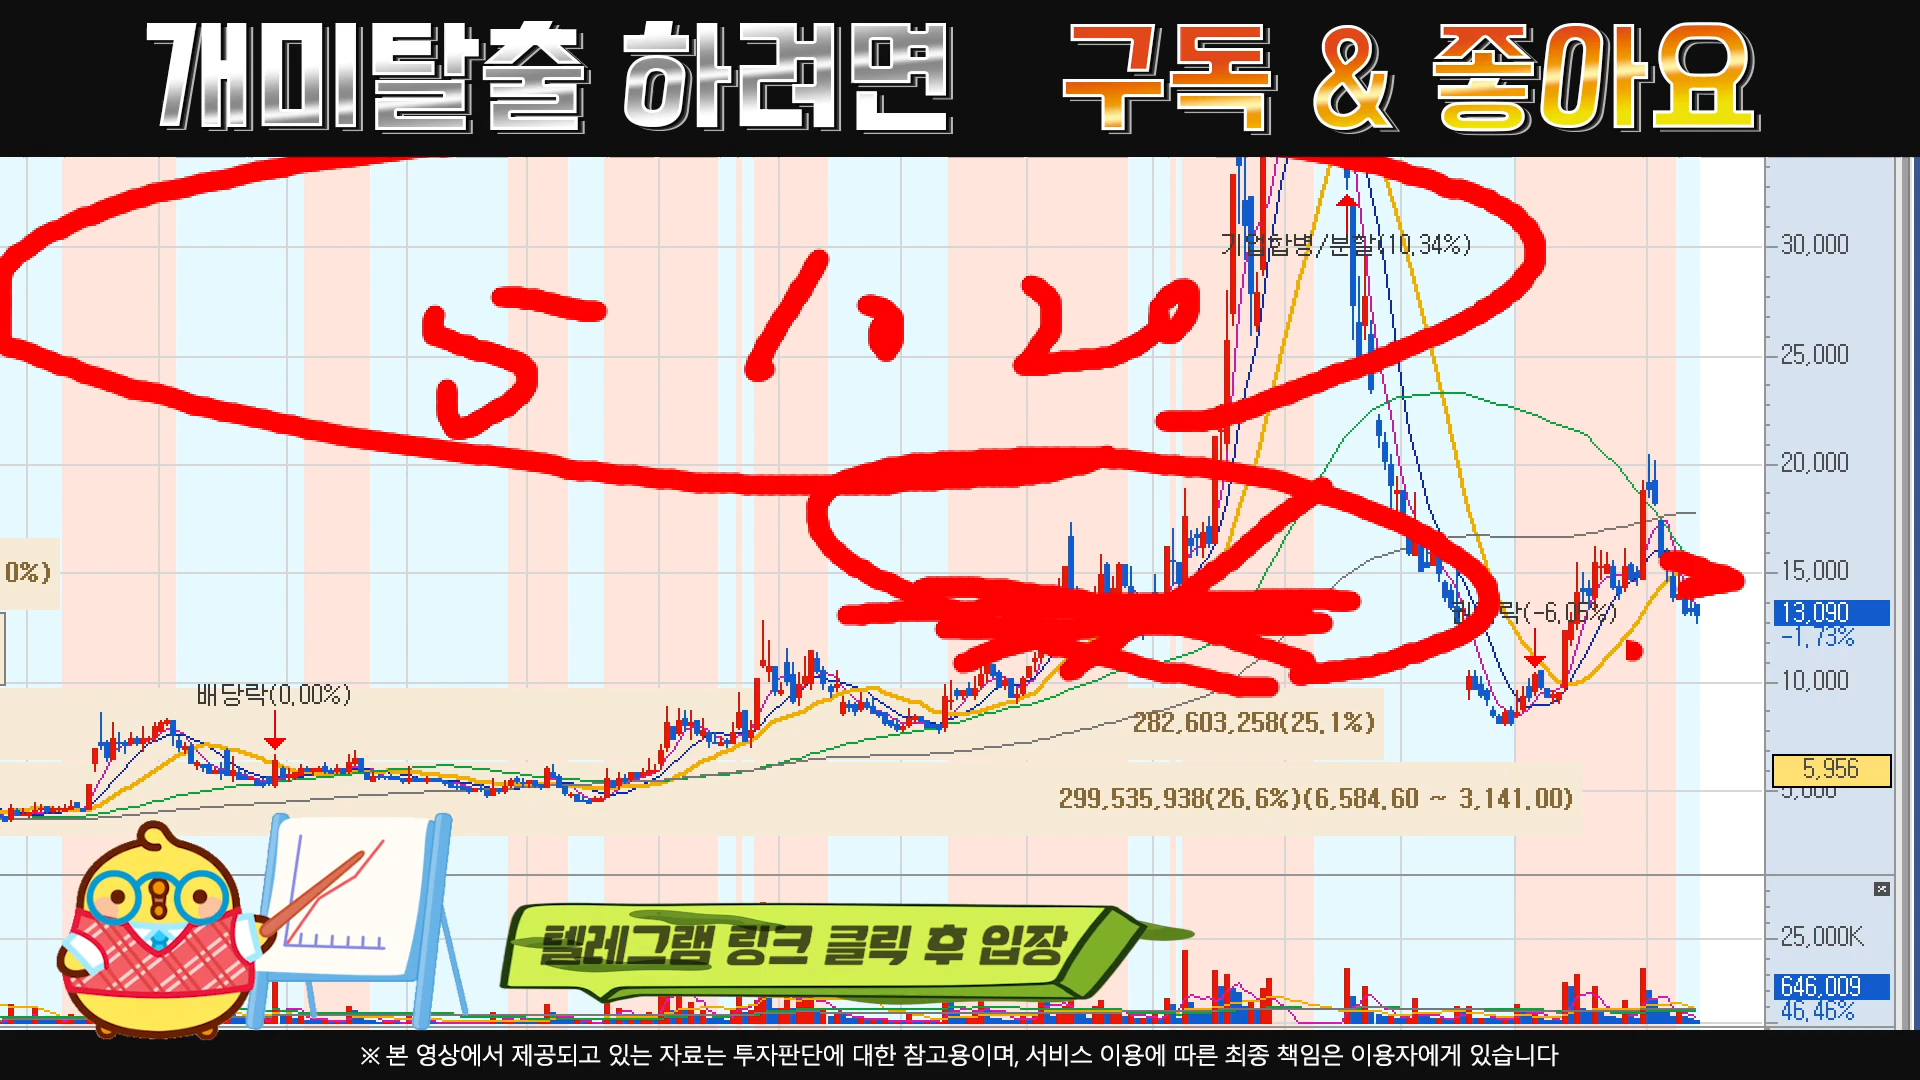 개미탈출 하려면 구독 & 좋아요
기업합병/분할(10.34%)
30,000
5 10 20
25,000
20,000
0%)
15,000
락(-6.05%)
13,090
-1.73%
배당락(0.00%)
10,000
282,603,258(25.1%)
5,956
5,000
299,535,938(26.6%)(6,584.60 ~ 3,141.00)
텔레그램 링크 클릭 후 입장
25,000K
646,009
46.46%
※ 본 영상에서 제공되고 있는 자료는 투자판단에 대한 참고용이며, 서비스 이용에 따른 최종 책임은 이용자에게 있습니다